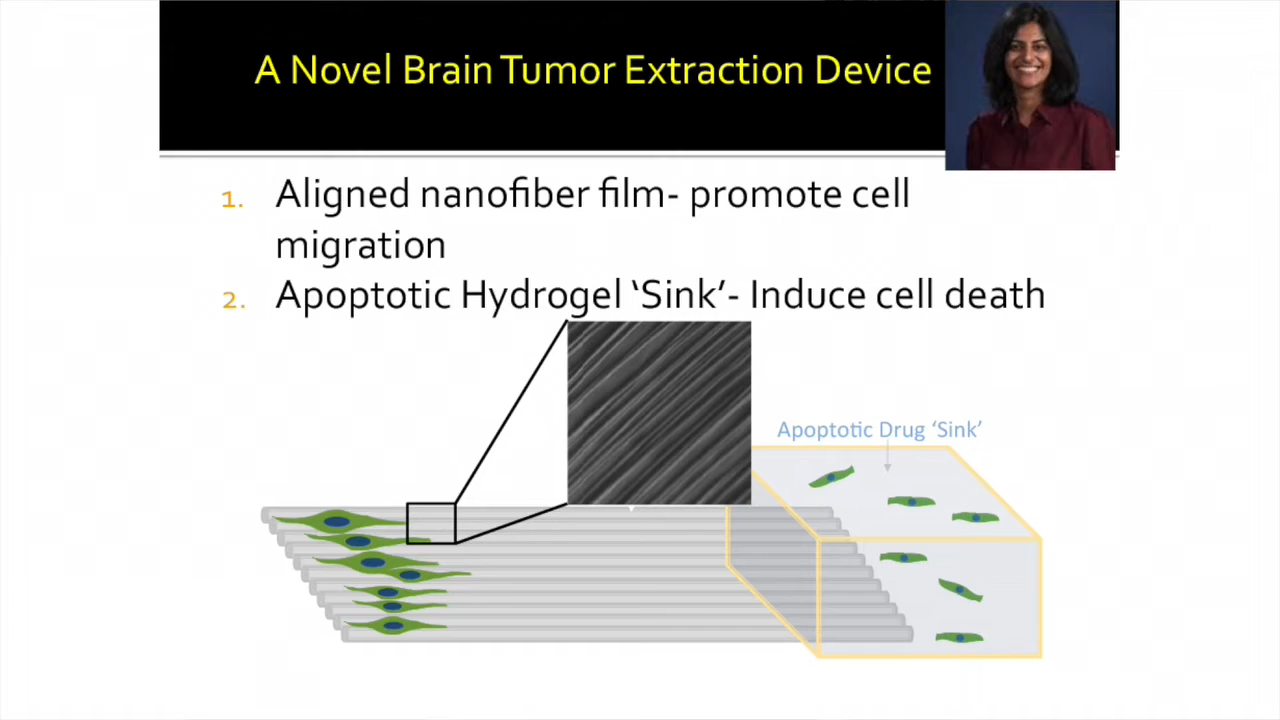 A Novel Brain Tumor Extraction Device
1. Aligned nanofiber film- promote cell
migration
2. Apoptotic Hydrogel ‘Sink’- Induce cell death
Apoptotic Drug ‘Sink’